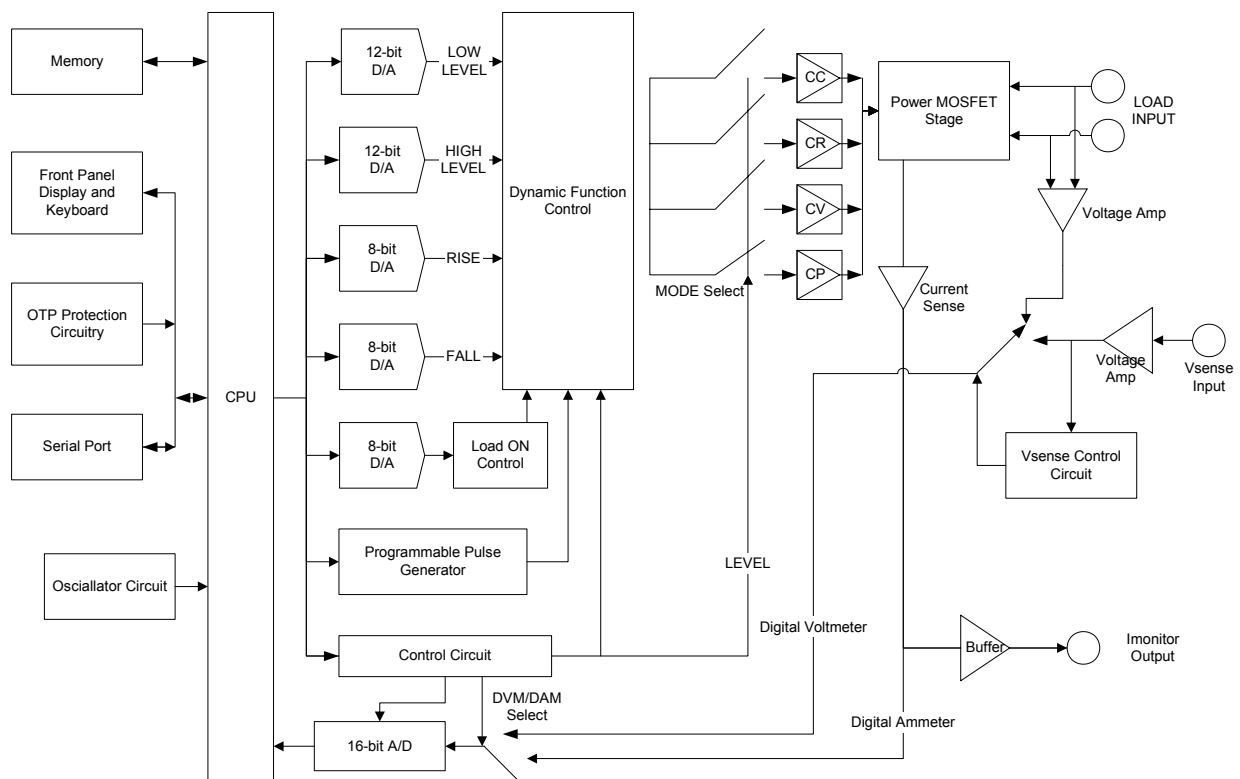 Memory
Front Panel
Display and
Keyboard
OTP Protection
Circuitry
Serial Port
Osciallator Circuit
CPU
12-bit
D/A
LOW
LEVEL
12-bit
D/A
HIGH
LEVEL
8-bit
D/A
RISE
8-bit
D/A
FALL
8-bit
D/A
Load ON
Control
Programmable Pulse
Generator
Control Circuit
16-bit A/D
DVM/DAM
Select
Dynamic Function
Control
MODE Select
CC
CR
CV
CP
Power MOSFET
Stage
LOAD
INPUT
Voltage Amp
Current
Sense
Voltage
Amp
Vsense
Input
Vsense Control
Circuit
LEVEL
Digital Voltmeter
Buffer
Imonitor
Output
Digital Ammeter